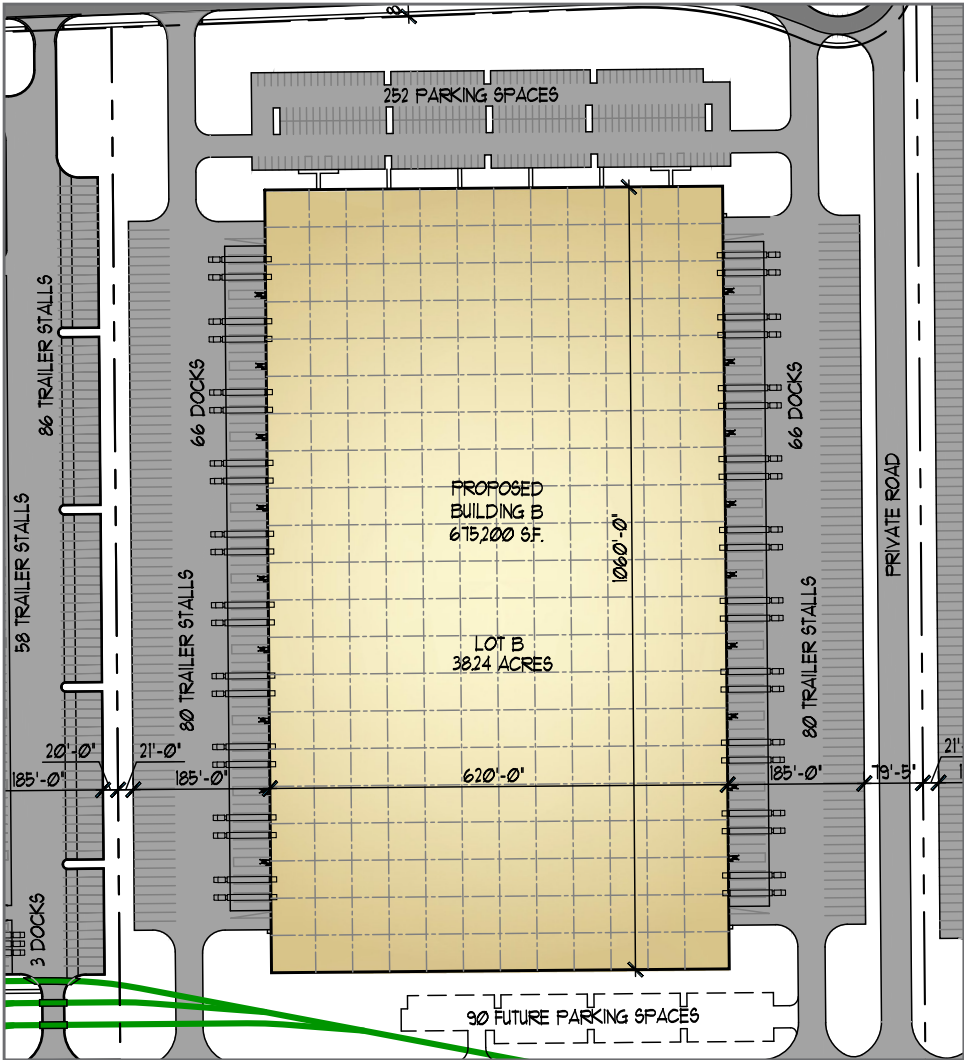 8
252 PARKING SPACES
86 TRAILER STALLS
66 DOCKS
66 DOCKS
PROPOSED
BUILDING B
675,200 S.F.
1060'-0"
PRIVATE ROAD
58 TRAILER STALLS
80 TRAILER STALLS
80 TRAILER STALLS
LOT B
38.24 ACRES
20'-0"
21'-0"
21'-
185'-0"
185'-0"
620'-0"
185'-0"
79'-5"
3 DOCKS
90 FUTURE PARKING SPACES